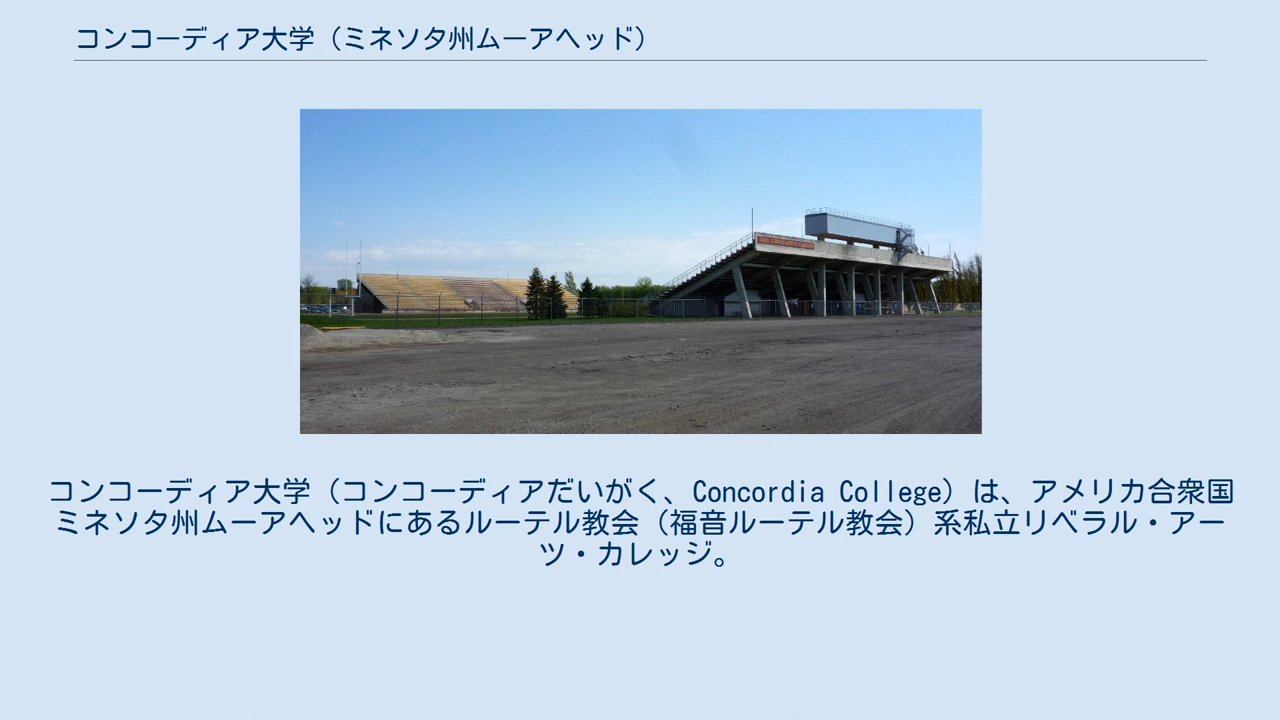 コンコーディア大学（ミネソタ州ムーアヘッド）
コンコーディア大学（コンコーディアだいがく、Concordia College）は、アメリカ合衆国
ミネソタ州ムーアヘッドにあるルーテル教会（福音ルーテル教会）系私立リベラル・アー
ツ・カレッジ。